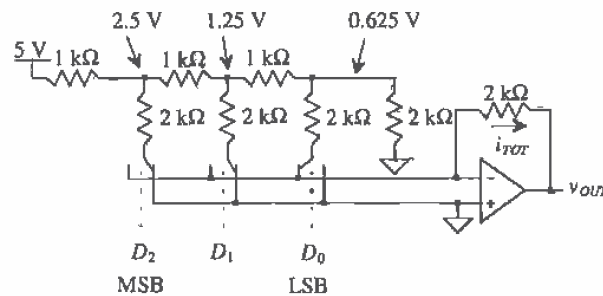 2.5 V 1.25 V 0.625 V
5 V 1 kΩ 1 kΩ 1 kΩ
2 kΩ 2 kΩ 2 kΩ 2 kΩ 2 kΩ
i_TOT
− + v_OUT
D_2 D_1 D_0
MSB LSB